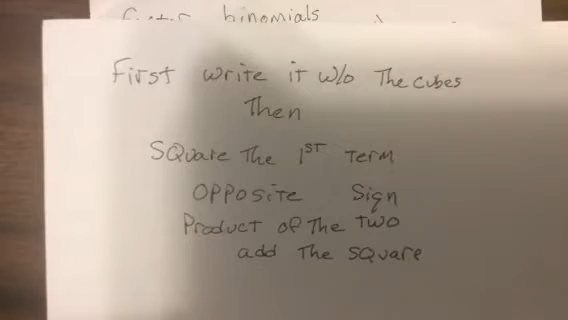 binomials
First write it w/o The cubes
Then
SQuare The 1ST Term
OPPOSITE Sign
Product of The Two
add The SQuare